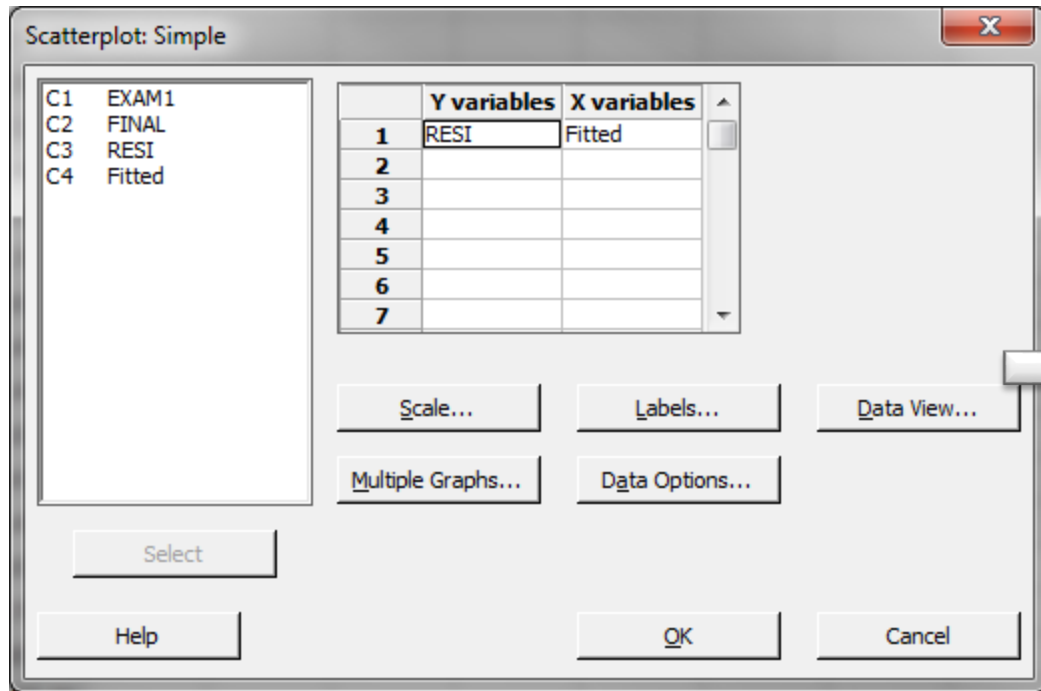 Scatterplot: Simple
x
C1 EXAM1
C2 FINAL
C3 RESI
C4 Fitted
Y variables X variables
1 RESI Fitted
2
3
4
5
6
7
Scale... Labels... Data View...
Multiple Graphs... Data Options...
Select
Help OK Cancel